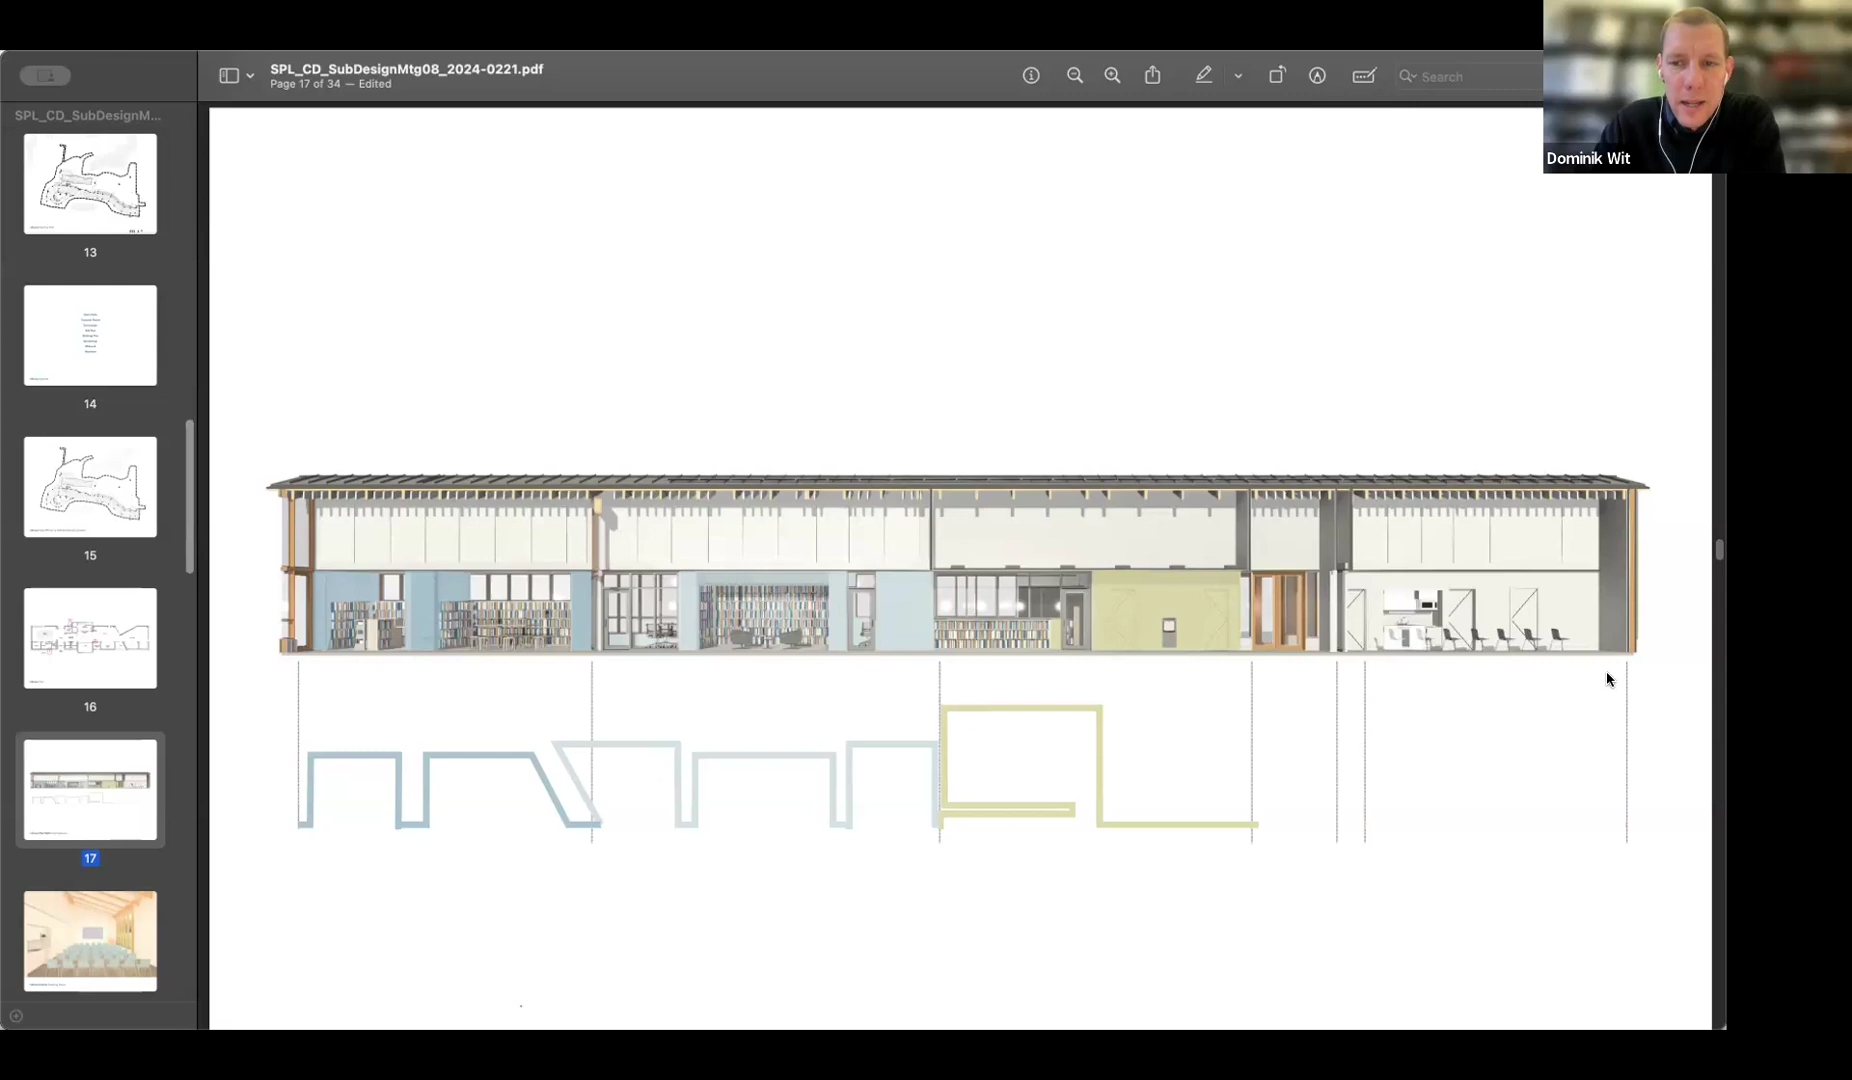 SPL_CD_SubDesignMtg08_2024-0221.pdf
Page 17 of 34 — Edited
Search
SPL_CD_SubDesignM...
13
14
15
16
17
Dominik Wit